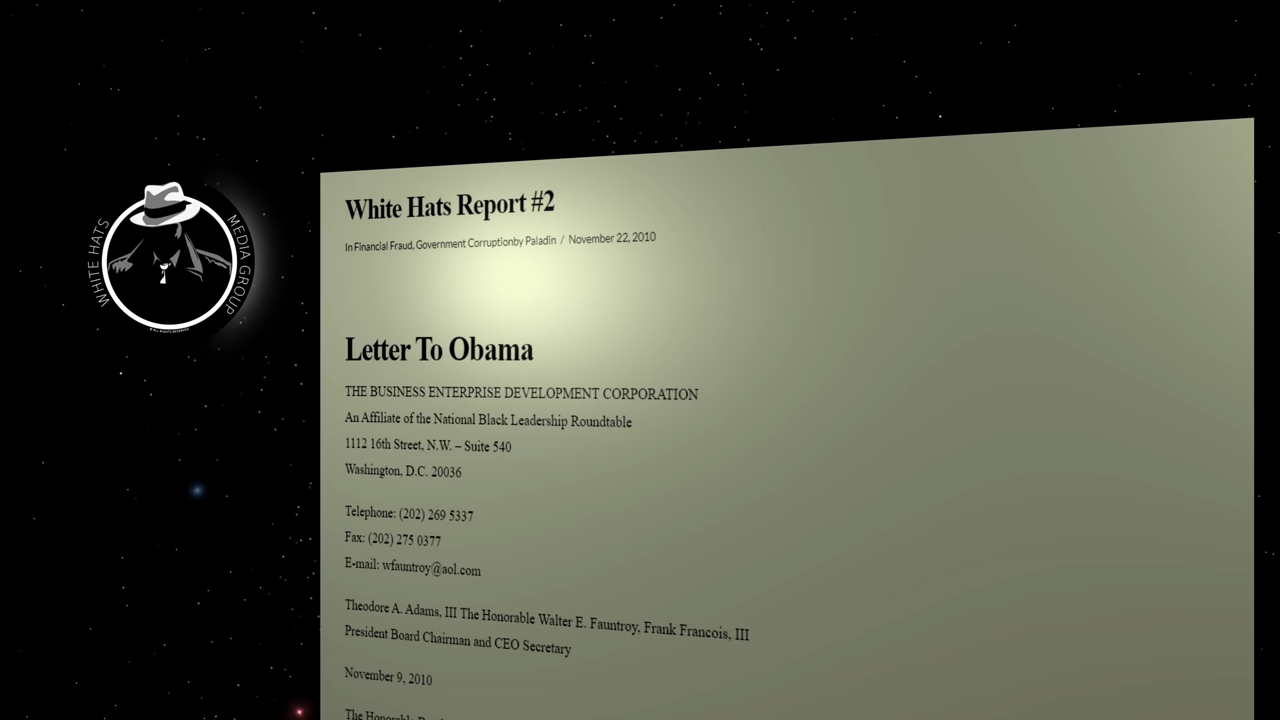 WHITE HATS
MEDIA GROUP
White Hats Report #2
In Financial Fraud, Government Corruptionby Paladin / November 22, 2010
Letter To Obama
THE BUSINESS ENTERPRISE DEVELOPMENT CORPORATION
An Affiliate of the National Black Leadership Roundtable
1112 16th Street, N.W. – Suite 540
Washington, D.C. 20036
Telephone: (202) 269 5337
Fax: (202) 275 0377
E-mail: wfauntroy@aol.com
Theodore A. Adams, III The Honorable Walter E. Fauntroy, Frank Francois, III
President Board Chairman and CEO Secretary
November 9, 2010
The Honorable